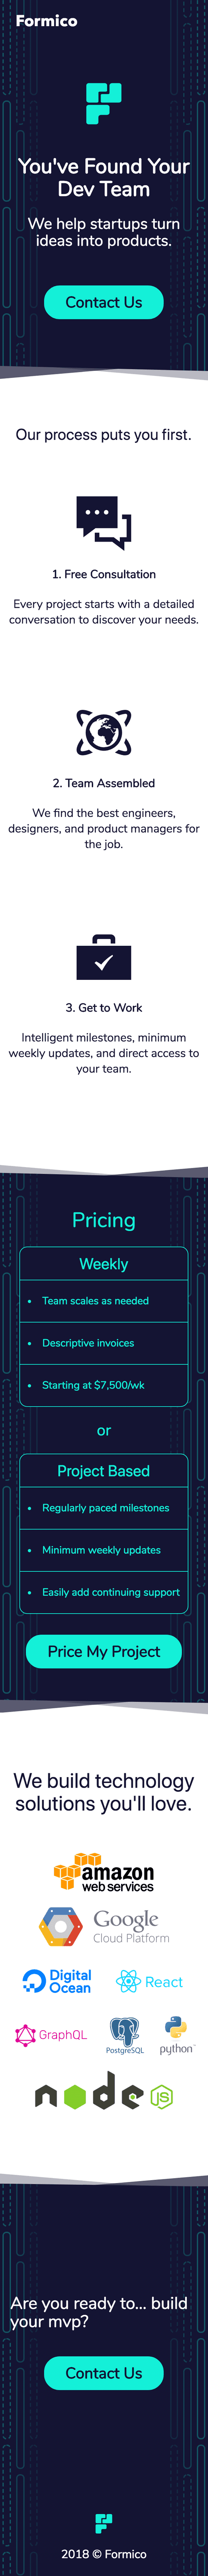 Formico
You've Found Your
Dev Team
We help startups turn
ideas into products.
Contact Us
Our process puts you first.
1. Free Consultation
Every project starts with a detailed
conversation to discover your needs.
2. Team Assembled
We find the best engineers,
designers, and product managers for
the job.
3. Get to Work
Intelligent milestones, minimum
weekly updates, and direct access to
your team.
Pricing
Weekly
• Team scales as needed
• Descriptive invoices
• Starting at $7,500/wk
or
Project Based
• Regularly paced milestones
• Minimum weekly updates
• Easily add continuing support
Price My Project
We build technology
solutions you'll love.
amazon
web services
Google
Cloud Platform
Digital
Ocean
React
GraphQL
PostgreSQL
python
node
JS
Are you ready to... build
your mvp?
Contact Us
2018 © Formico